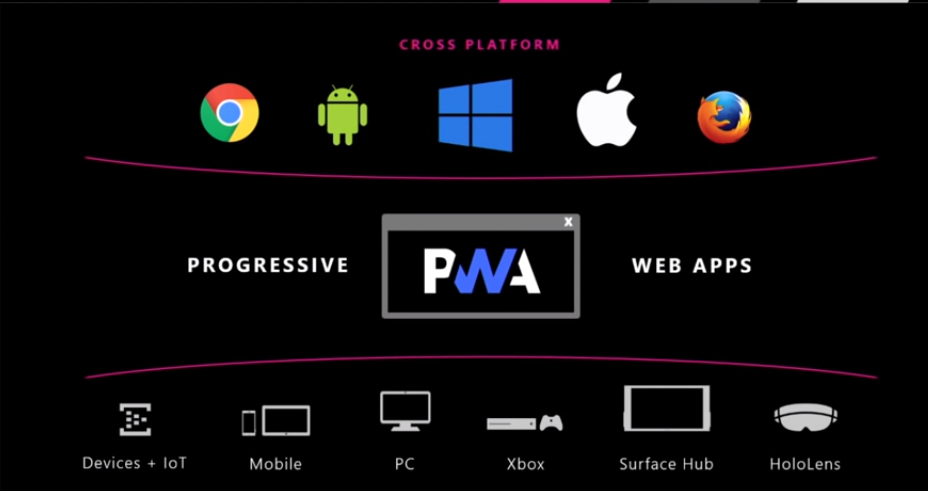 CROSS PLATFORM
X
PROGRESSIVE PWA WEB APPS
Devices + IoT Mobile PC Xbox Surface Hub HoloLens